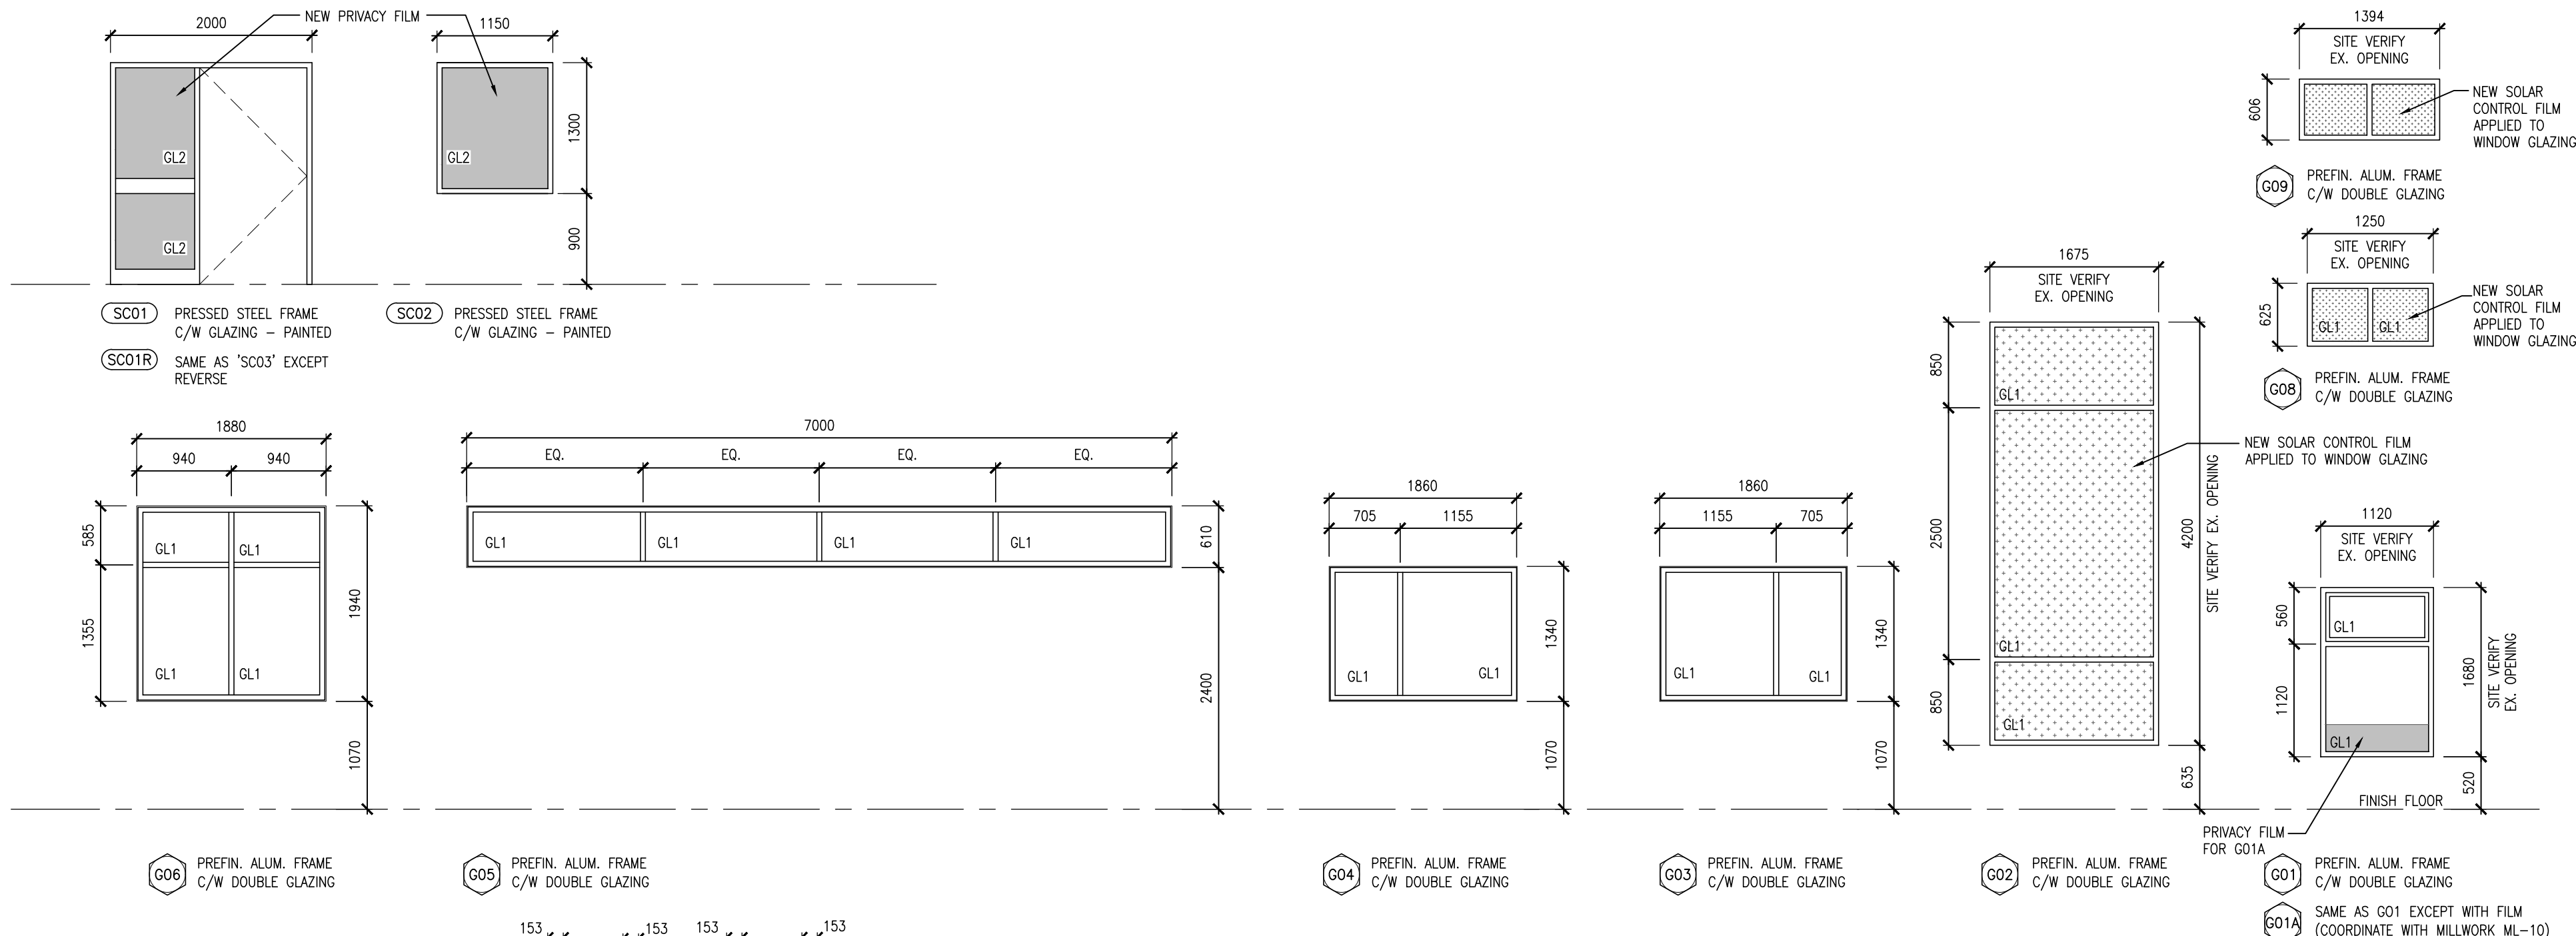 2000
NEW PRIVACY FILM
1150
GL2
GL2
GL2
1300
900
SC01
PRESSED STEEL FRAME
C/W GLAZING – PAINTED
SC01R
SAME AS 'SC03' EXCEPT
REVERSE
SC02
PRESSED STEEL FRAME
C/W GLAZING – PAINTED
1394
SITE VERIFY
EX. OPENING
606
NEW SOLAR
CONTROL FILM
APPLIED TO
WINDOW GLAZING
G09
PREFIN. ALUM. FRAME
C/W DOUBLE GLAZING
1250
SITE VERIFY
EX. OPENING
625
GL1
GL1
NEW SOLAR
CONTROL FILM
APPLIED TO
WINDOW GLAZING
G08
PREFIN. ALUM. FRAME
C/W DOUBLE GLAZING
1880
940
940
585
1355
GL1
GL1
GL1
GL1
1940
1070
G06
PREFIN. ALUM. FRAME
C/W DOUBLE GLAZING
7000
EQ.
EQ.
EQ.
EQ.
GL1
GL1
GL1
GL1
610
2400
G05
PREFIN. ALUM. FRAME
C/W DOUBLE GLAZING
1860
705
1155
GL1
GL1
1340
1070
G04
PREFIN. ALUM. FRAME
C/W DOUBLE GLAZING
1860
1155
705
GL1
GL1
1340
1070
G03
PREFIN. ALUM. FRAME
C/W DOUBLE GLAZING
1675
SITE VERIFY
EX. OPENING
850
2500
850
GL1
GL1
GL1
NEW SOLAR CONTROL FILM
APPLIED TO WINDOW GLAZING
4200
SITE VERIFY EX. OPENING
635
G02
PREFIN. ALUM. FRAME
C/W DOUBLE GLAZING
1120
SITE VERIFY
EX. OPENING
560
1120
GL1
GL1
1680
SITE VERIFY
EX. OPENING
520
FINISH FLOOR
PRIVACY FILM
FOR G01A
G01
PREFIN. ALUM. FRAME
C/W DOUBLE GLAZING
G01A
SAME AS G01 EXCEPT WITH FILM
(COORDINATE WITH MILLWORK ML–10)
153
153
153
153